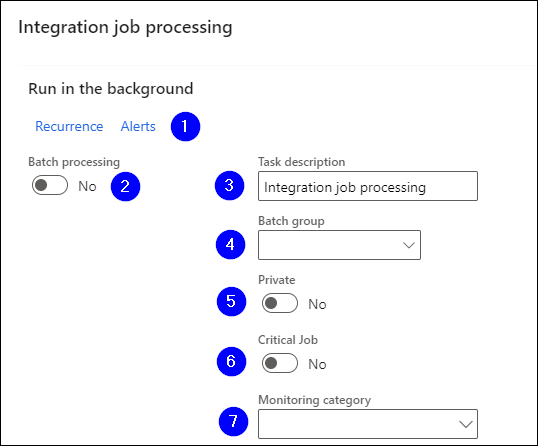 Integration job processing
Run in the background
Recurrence Alerts 1
Batch processing
No 2
Task description
3 Integration job processing
Batch group
4
Private
5 No
Critical Job
6 No
Monitoring category
7